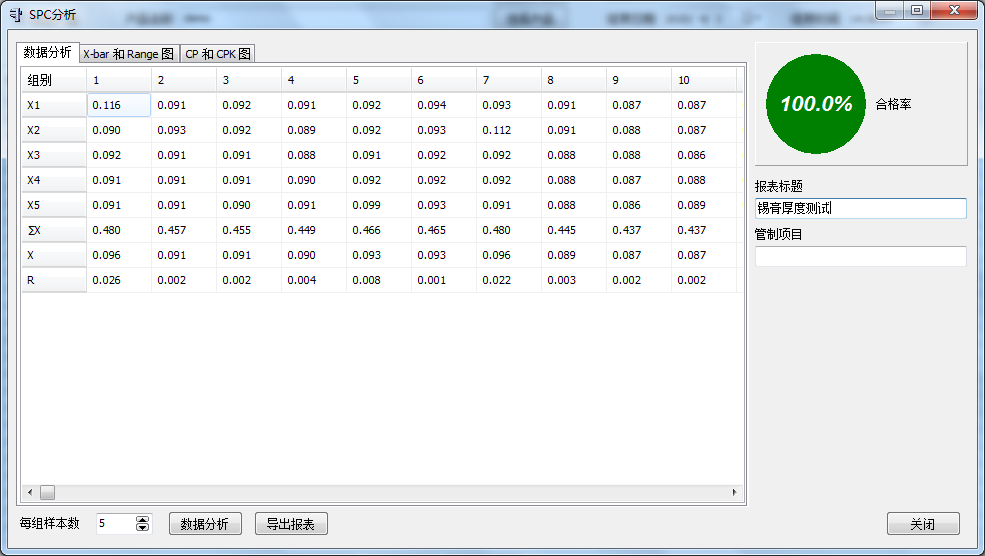 SPC分析
数据分析 X-bar 和 Range 图 CP 和 CPK 图
组别 1 2 3 4 5 6 7 8 9 10
X1 0.116 0.091 0.092 0.091 0.092 0.094 0.093 0.091 0.087 0.087
X2 0.090 0.093 0.092 0.089 0.092 0.093 0.112 0.091 0.088 0.087
X3 0.092 0.091 0.091 0.088 0.091 0.092 0.092 0.088 0.088 0.086
X4 0.091 0.091 0.091 0.090 0.092 0.092 0.092 0.088 0.087 0.088
X5 0.091 0.091 0.090 0.091 0.099 0.093 0.091 0.088 0.086 0.089
ΣX 0.480 0.457 0.455 0.449 0.466 0.465 0.480 0.445 0.437 0.437
X 0.096 0.091 0.091 0.090 0.093 0.093 0.096 0.089 0.087 0.087
R 0.026 0.002 0.002 0.004 0.008 0.001 0.022 0.003 0.002 0.002
100.0% 合格率
报表标题
锡膏厚度测试
管制项目
每组样本数 5 数据分析 导出报表 关闭